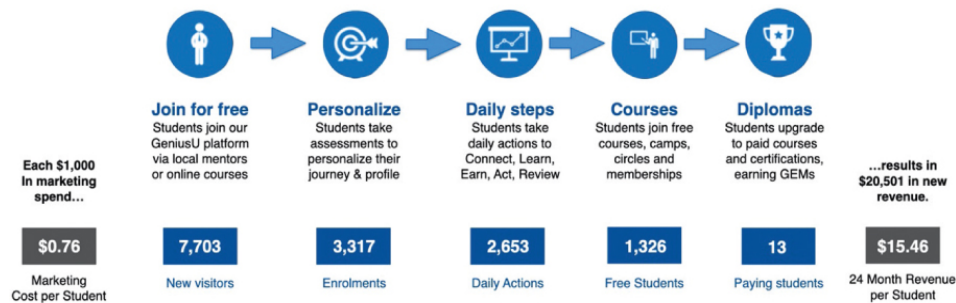 Join for free
Students join our
GeniusU platform
via local mentors
or online courses
Personalize
Students take
assessments to
personalize their
journey & profile
Daily steps
Students take
daily actions to
Connect, Learn,
Earn, Act, Review
Courses
Students join free
courses, camps,
circles and
memberships
Diplomas
Students upgrade
to paid courses
and certifications,
earning GEMs
Each $1,000
In marketing
spend...
...results in
$20,501 in new
revenue.
$0.76
Marketing
Cost per Student
7,703
New visitors
3,317
Enrolments
2,653
Daily Actions
1,326
Free Students
13
Paying students
$15.46
24 Month Revenue
per Student